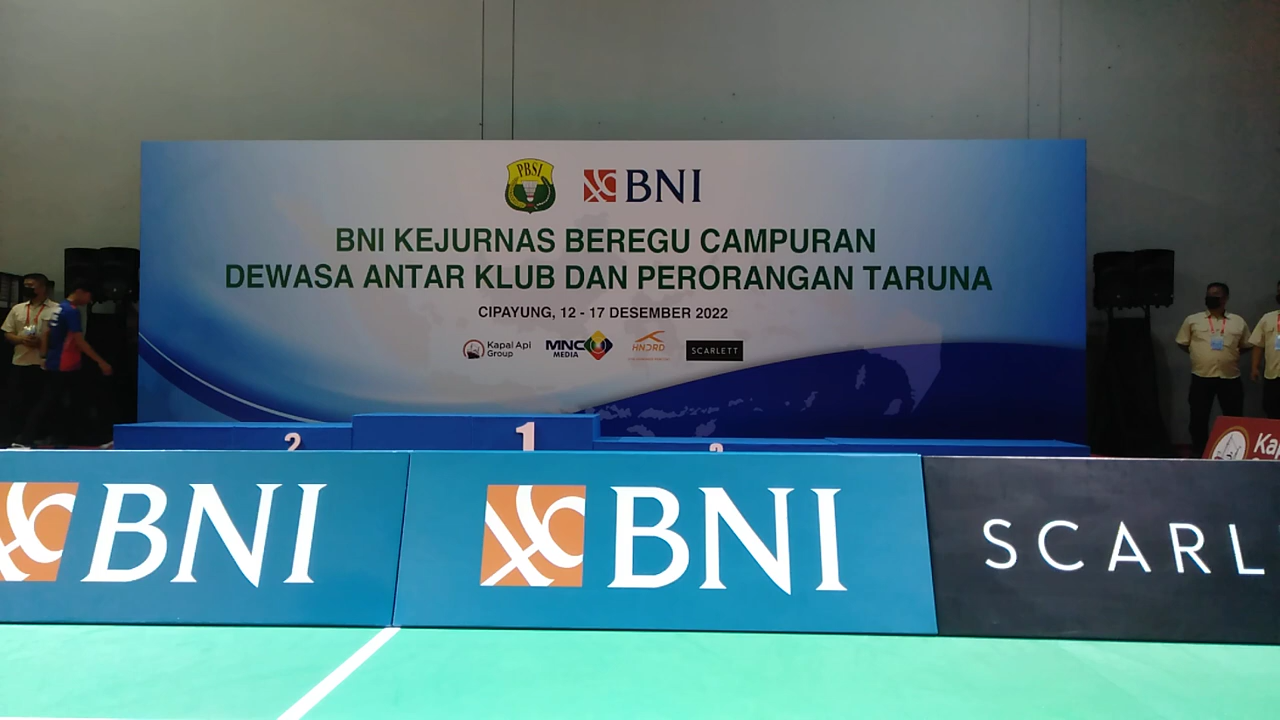 PBSI
BNI
BNI KEJURNAS BEREGU CAMPURAN
DEWASA ANTAR KLUB DAN PERORANGAN TARUNA
CIPAYUNG, 12 - 17 DESEMBER 2022
Kapal Api
Group
MNC
MEDIA
HNDRD
SCARLETT
2
1
BNI
BNI
SCARL
Kap